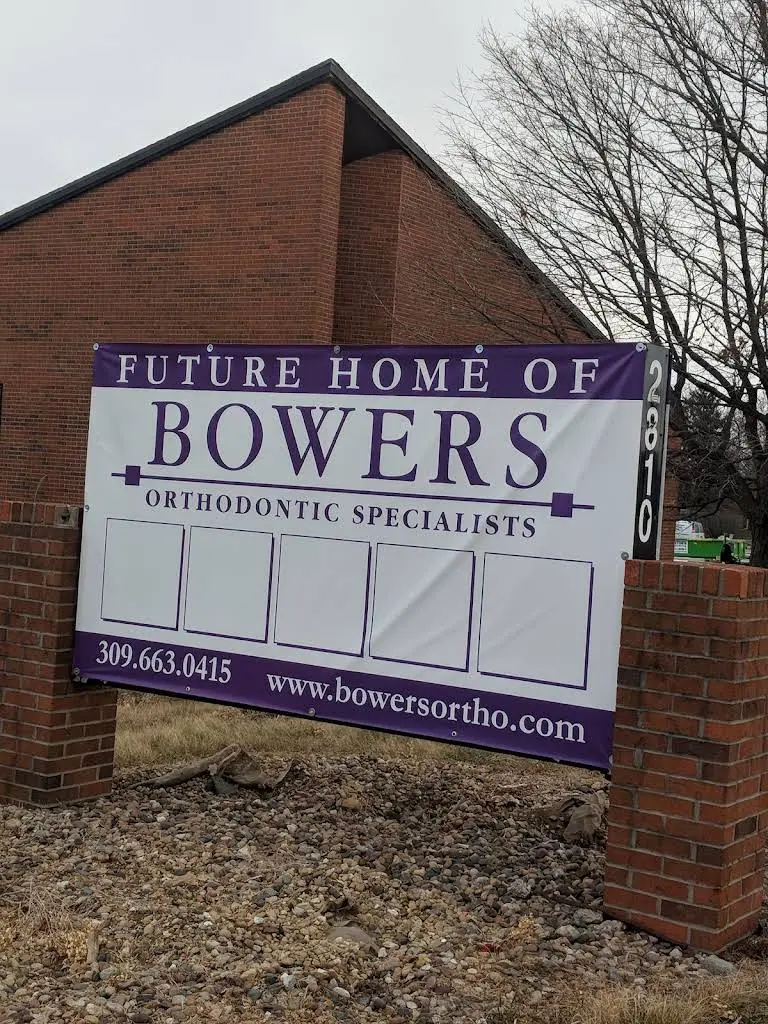 FUTURE HOME OF
BOWERS
ORTHODONTIC SPECIALISTS
309.663.0415
www.bowersortho.com
2810